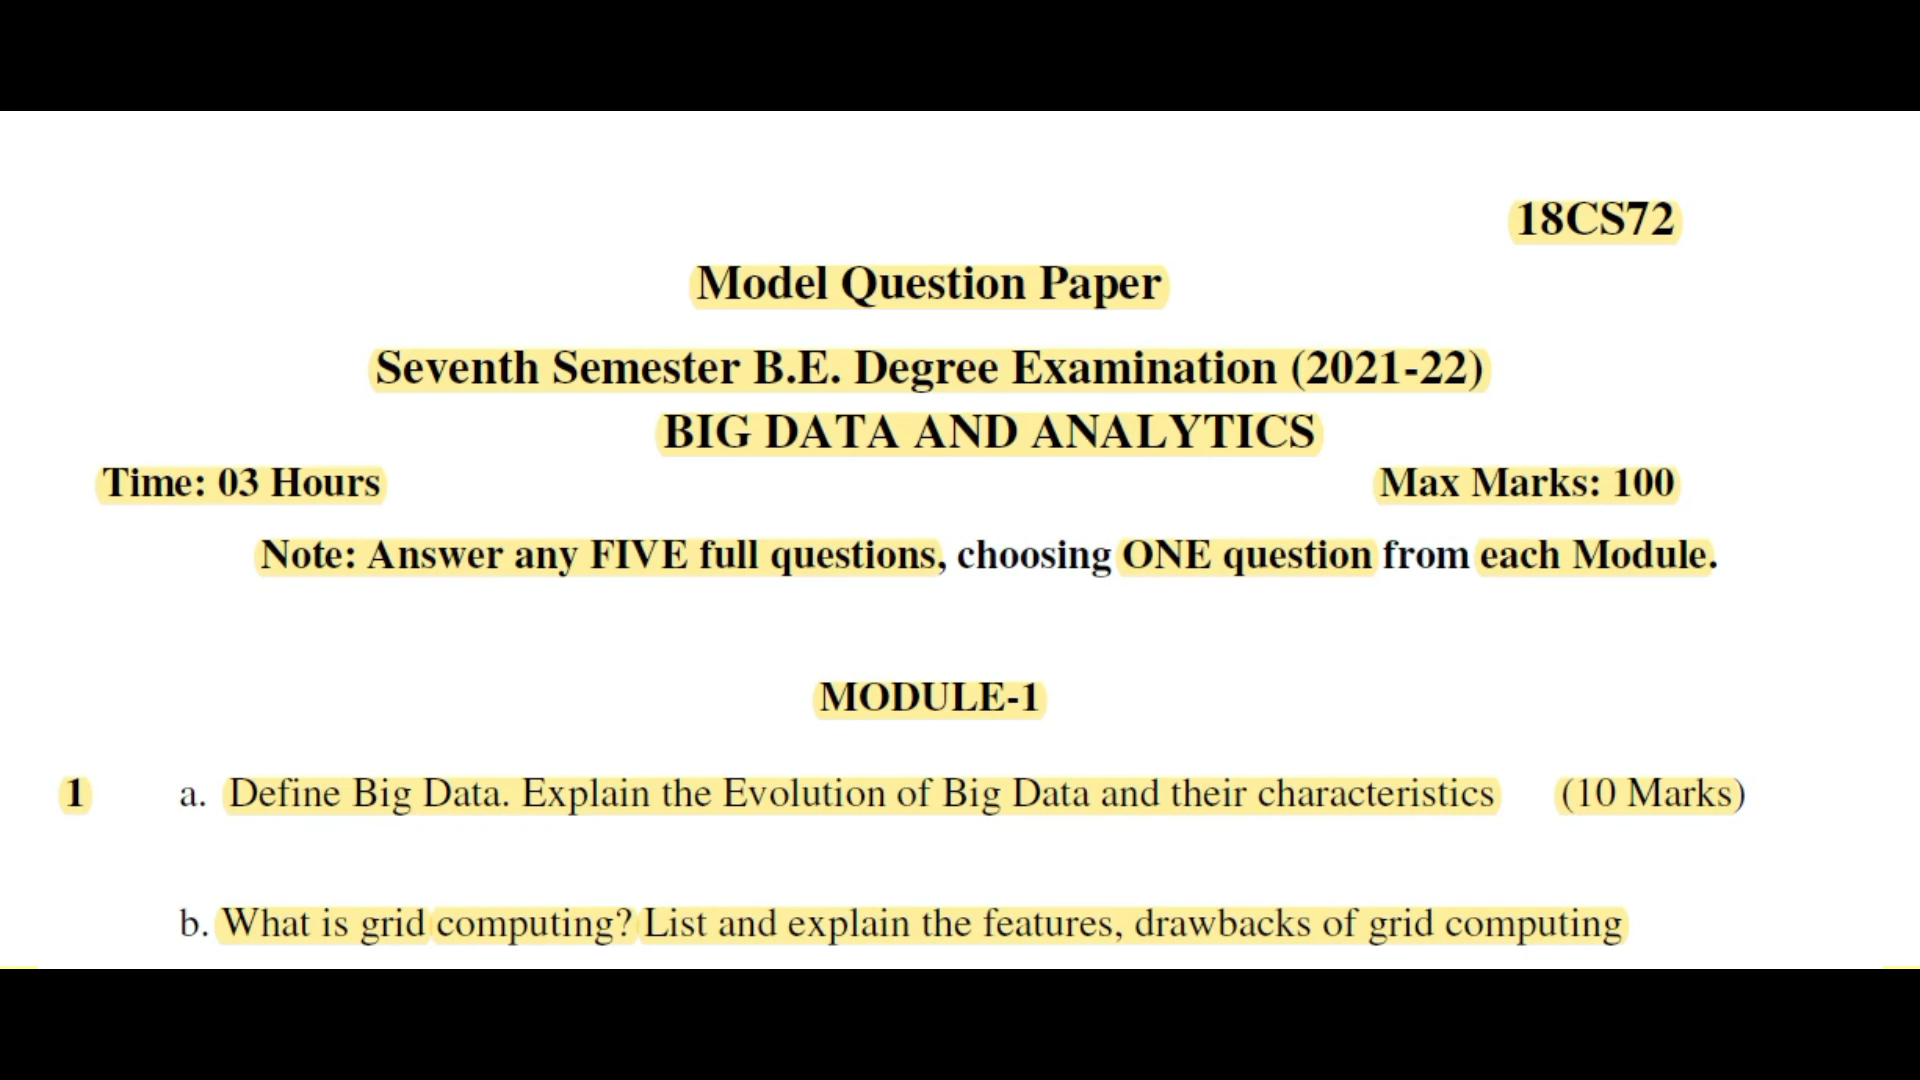 18CS72
Model Question Paper
Seventh Semester B.E. Degree Examination (2021-22)
BIG DATA AND ANALYTICS
Time: 03 Hours Max Marks: 100
Note: Answer any FIVE full questions, choosing ONE question from each Module.
MODULE-1
1 a. Define Big Data. Explain the Evolution of Big Data and their characteristics (10 Marks)
b. What is grid computing? List and explain the features, drawbacks of grid computing